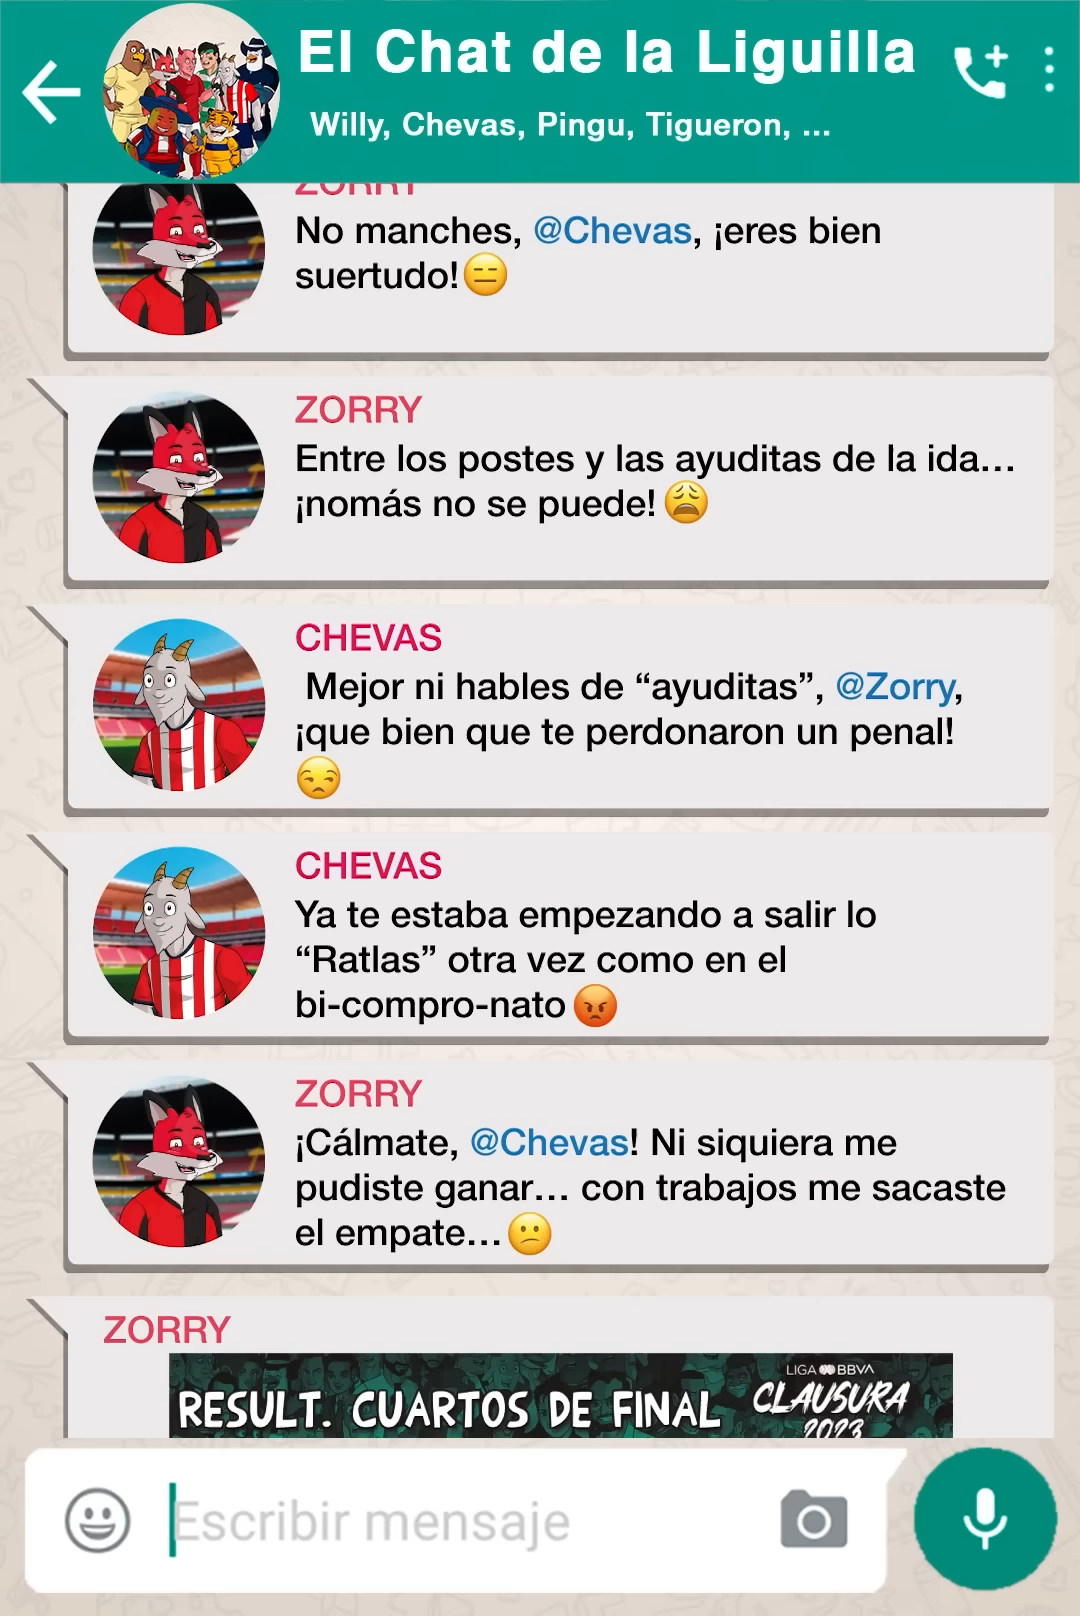 El Chat de la Liguilla
Willy, Chevas, Pingu, Tigueron, ...
ZORRY
No manches, @Chevas, ¡eres bien
suertudo!😑
ZORRY
Entre los postes y las ayuditas de la ida...
¡nomás no se puede!😩
CHEVAS
Mejor ni hables de “ayuditas”, @Zorry,
¡que bien que te perdonaron un penal!
😒
CHEVAS
Ya te estaba empezando a salir lo
“Ratlas” otra vez como en el
bi-compro-nato😡
ZORRY
¡Cálmate, @Chevas! Ni siquiera me
pudiste ganar... con trabajos me sacaste
el empate...😕
ZORRY
LIGA BBVA
RESULT. CUARTOS DE FINAL CLAUSURA
2023
Escribir mensaje